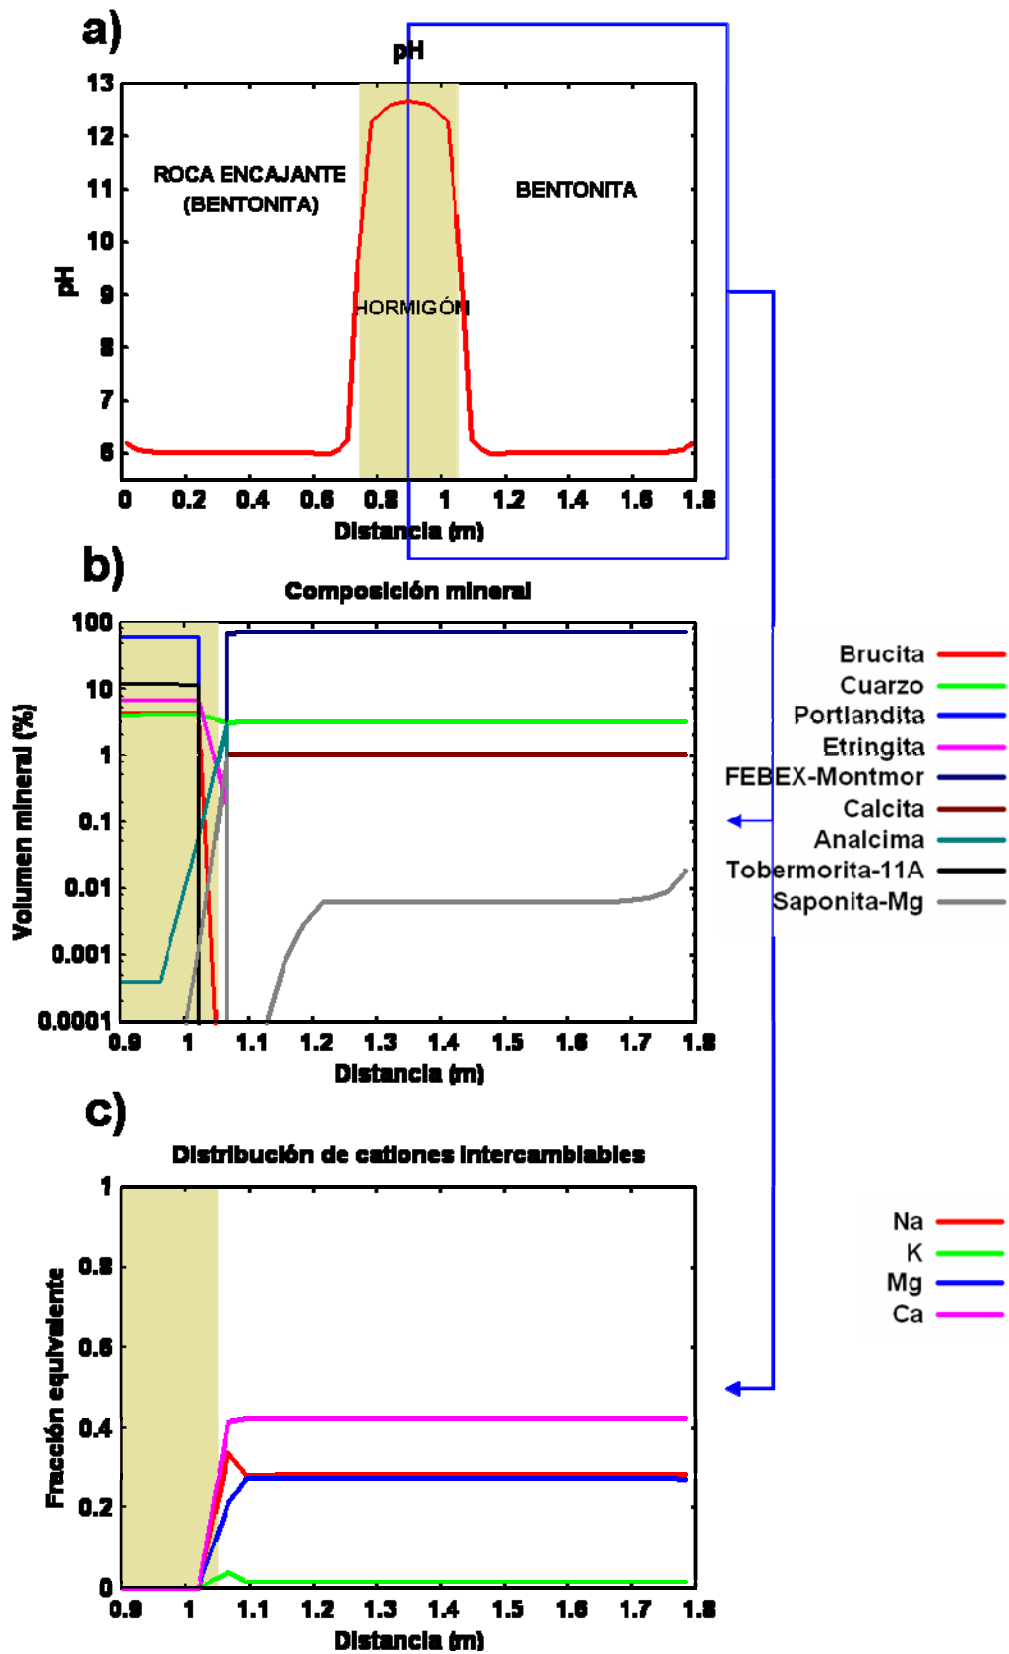 a)
pH
13
12
11
10
9
8
7
6
pH
ROCA ENCAJANTE
(BENTONITA)
BENTONITA
HORMIGÓN
0 0.2 0.4 0.6 0.8 1 1.2 1.4 1.6 1.8
Distancia (m)
b)
Composición mineral
100
10
1
0.1
0.01
0.001
0.0001
Volumen mineral (%)
0.9 1 1.1 1.2 1.3 1.4 1.5 1.6 1.7 1.8
Distancia (m)
Brucita
Cuarzo
Portlandita
Etringita
FEBEX-Montmor
Calcita
Analcima
Tobermorita-11A
Saponita-Mg
c)
Distribución de cationes intercambiables
1
0.8
0.6
0.4
0.2
0
Fracción equivalente
0.9 1 1.1 1.2 1.3 1.4 1.5 1.6 1.7 1.8
Distancia (m)
Na
K
Mg
Ca